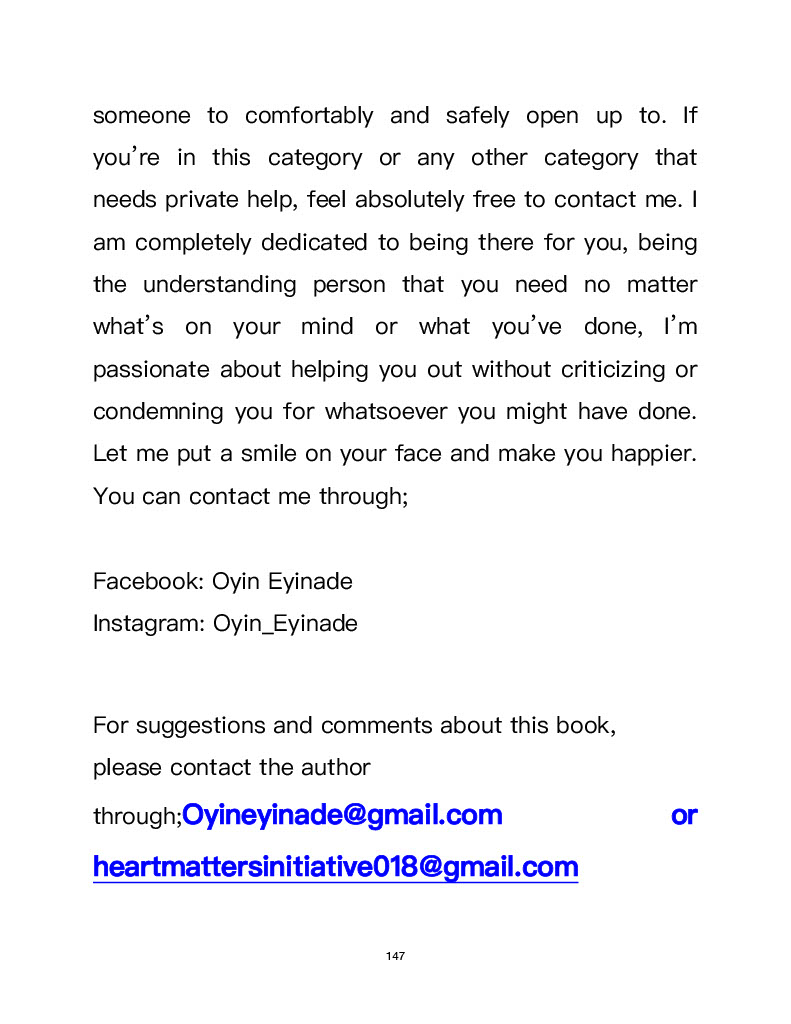 someone to comfortably and safely open up to. If
you’re in this category or any other category that
needs private help, feel absolutely free to contact me. I
am completely dedicated to being there for you, being
the understanding person that you need no matter
what’s on your mind or what you’ve done, I’m
passionate about helping you out without criticizing or
condemning you for whatsoever you might have done.
Let me put a smile on your face and make you happier.
You can contact me through;
Facebook: Oyin Eyinade
Instagram: Oyin_Eyinade
For suggestions and comments about this book,
please contact the author
through;Oyineyinade@gmail.com or
heartmattersinitiative018@gmail.com
147